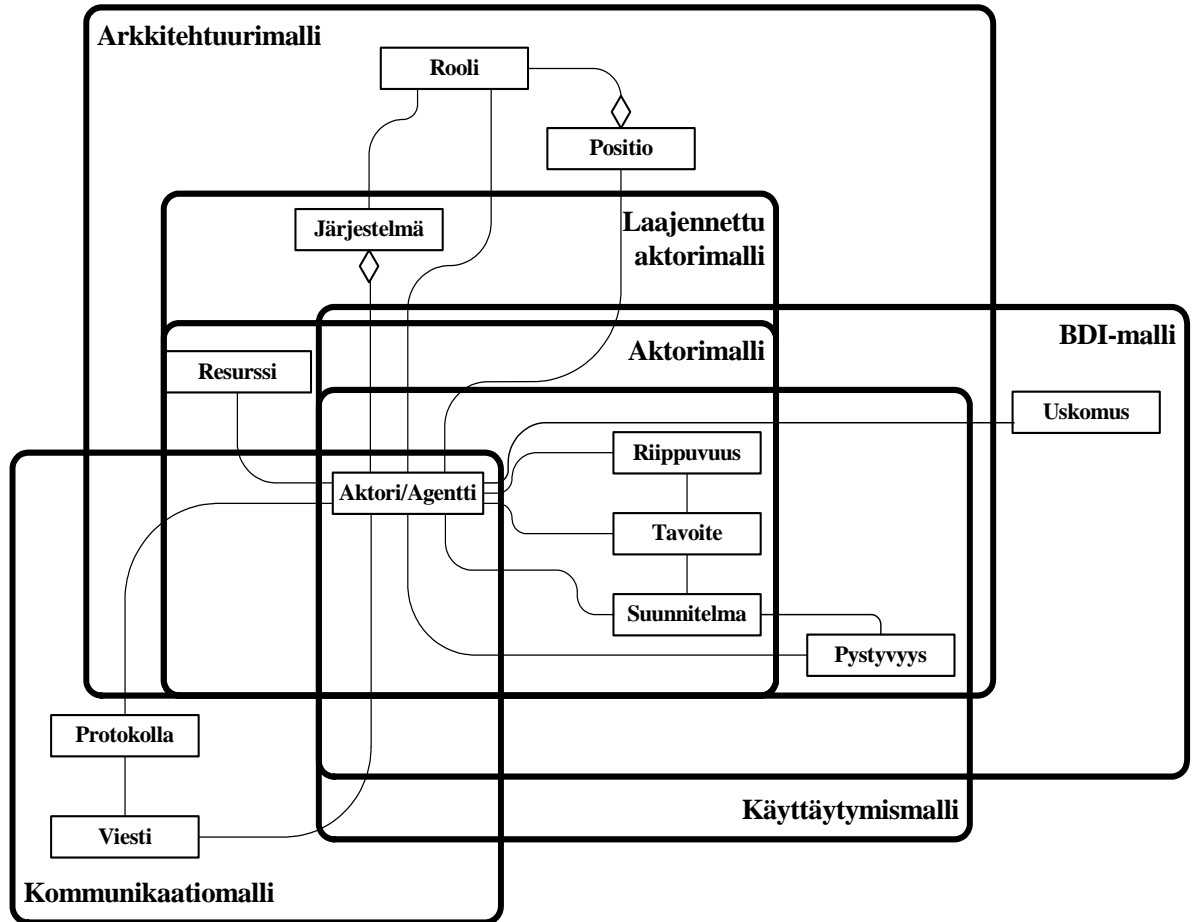 Arkkitehtuurimalli
Rooli
Positio
Järjestelmä
Laajennettu
aktorimalli
BDI-malli
Aktorimalli
Resurssi
Uskomus
Riippuvuus
Aktori/Agentti
Tavoite
Suunnitelma
Pystyvyys
Protokolla
Käyttäytymismalli
Viesti
Kommunikaatiomalli